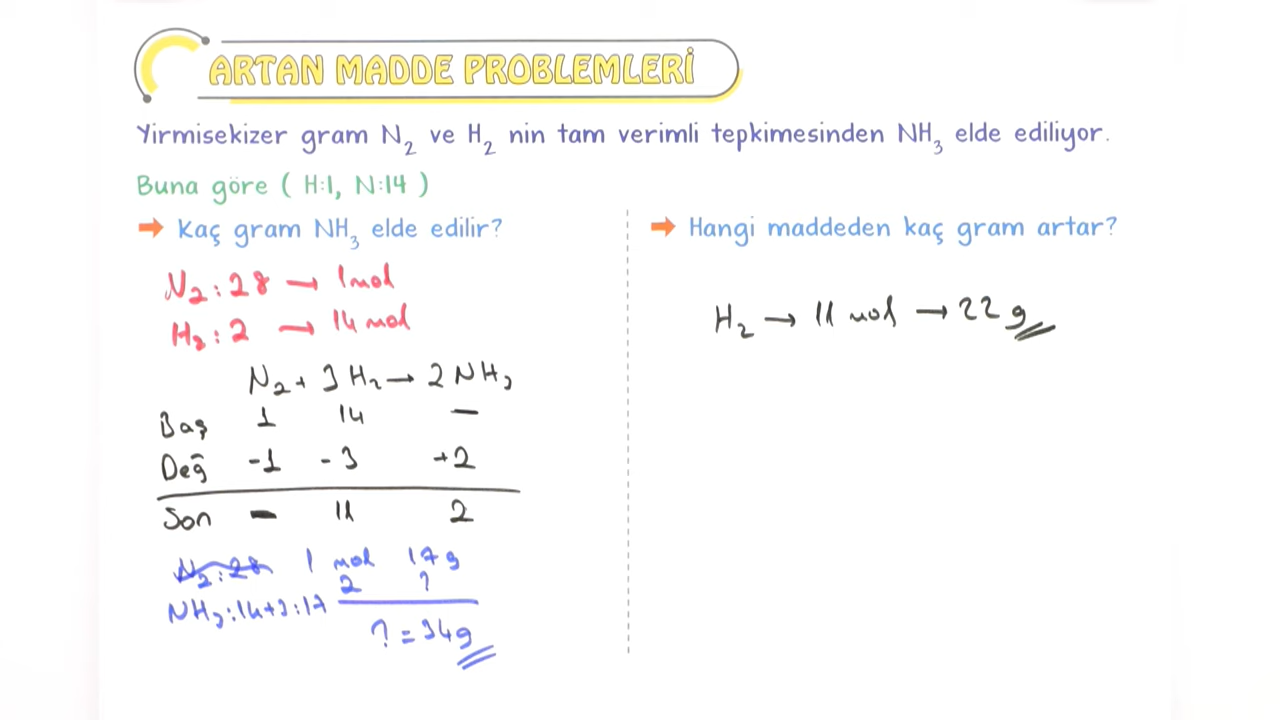 ARTAN MADDE PROBLEMLERİ
Yirmisekizer gram N₂ ve H₂ nin tam verimli tepkimesinden NH₃ elde ediliyor.
Buna göre ( H:1, N:14 )
➡ Kaç gram NH₃ elde edilir?
N₂ : 28 → 1mol
H₂ : 2 → 14 mol
N₂ + 3 H₂ → 2 NH₃
Baş 1 14 –
Değ -1 -3 +2
Son – 11 2
N₂ : 28 1 mol 17 g
NH₃ : 14+3 : 17 2 ?
? = 34g
➡ Hangi maddeden kaç gram artar?
H₂ → 11 mol → 22 g